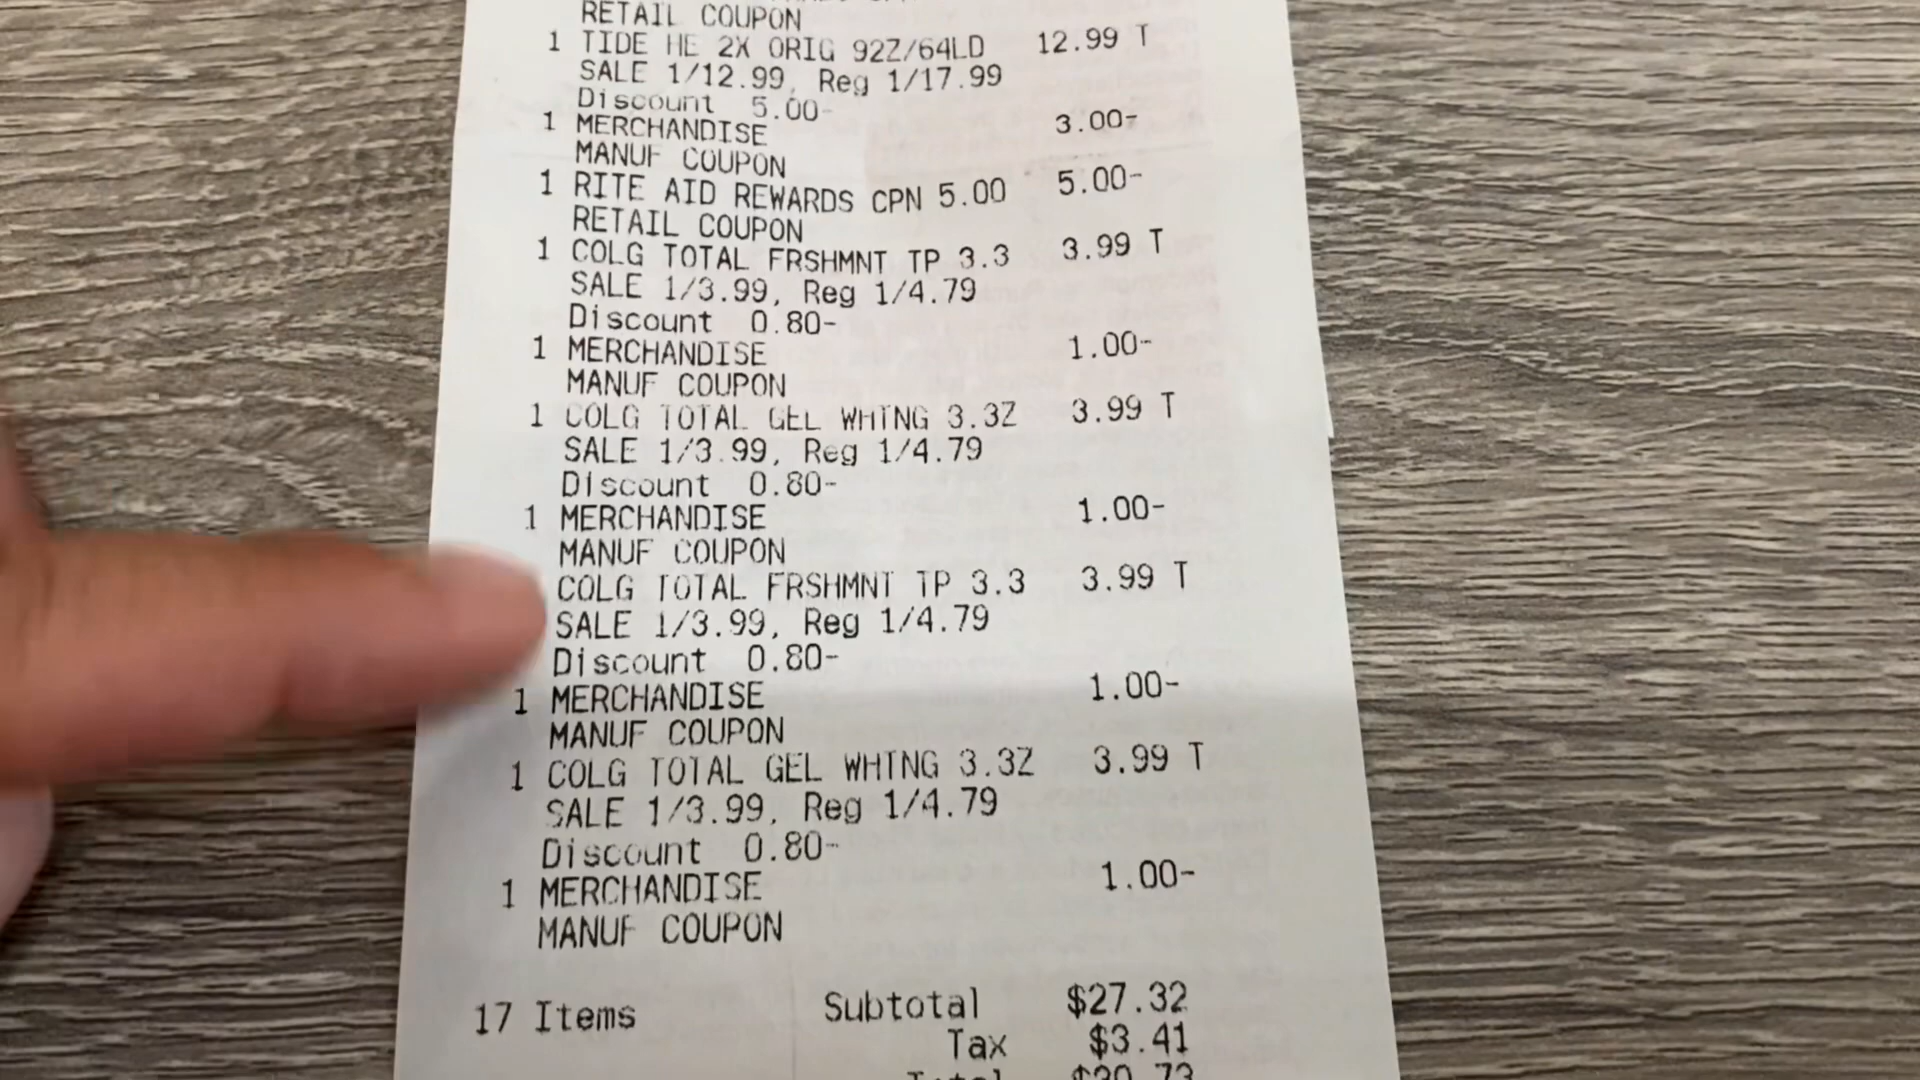 RETAIL COUPON
1 TIDE HE 2X ORIG 92Z/64LD 12.99 T
SALE 1/12.99, Reg 1/17.99
Discount 5.00-
1 MERCHANDISE 3.00-
MANUF COUPON
1 RITE AID REWARDS CPN 5.00 5.00-
RETAIL COUPON
1 COLG TOTAL FRSHMNT TP 3.3 3.99 T
SALE 1/3.99, Reg 1/4.79
Discount 0.80-
1 MERCHANDISE 1.00-
MANUF COUPON
1 COLG TOTAL GEL WHTNG 3.3Z 3.99 T
SALE 1/3.99, Reg 1/4.79
Discount 0.80-
1 MERCHANDISE 1.00-
MANUF COUPON
COLG TOTAL FRSHMNT TP 3.3 3.99 T
SALE 1/3.99, Reg 1/4.79
Discount 0.80-
1 MERCHANDISE 1.00-
MANUF COUPON
1 COLG TOTAL GEL WHTNG 3.3Z 3.99 T
SALE 1/3.99, Reg 1/4.79
Discount 0.80-
1 MERCHANDISE 1.00-
MANUF COUPON
17 Items Subtotal $27.32
Tax $3.41
Total $30.73